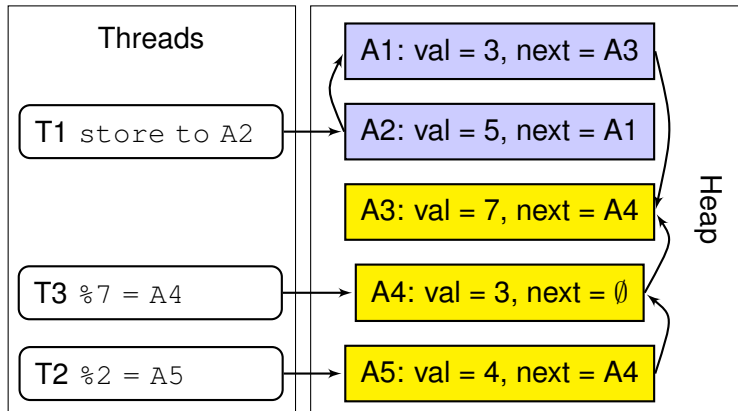 Threads
T1 store to A2
T3 %7 = A4
T2 %2 = A5
A1: val = 3, next = A3
A2: val = 5, next = A1
A3: val = 7, next = A4
A4: val = 3, next = ∅
A5: val = 4, next = A4
Heap